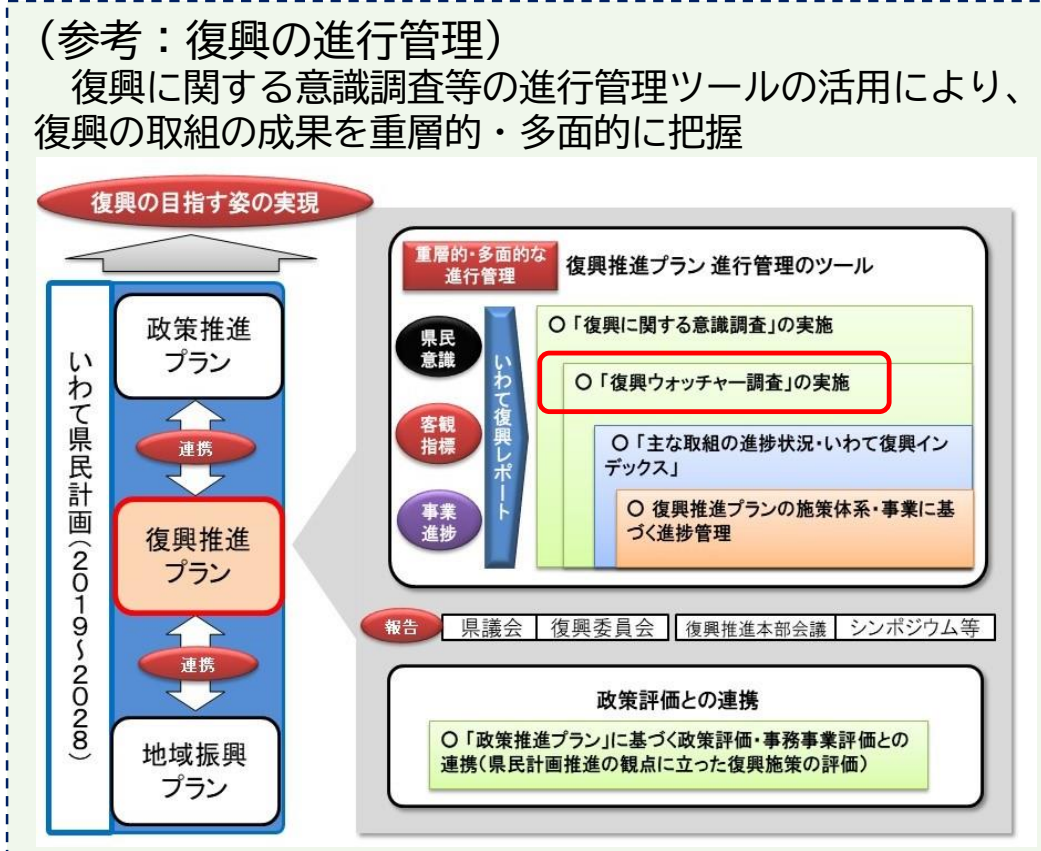 （参考：復興の進行管理）
復興に関する意識調査等の進行管理ツールの活用により、
復興の取組の成果を重層的・多面的に把握
復興の目指す姿の実現
いわて県民計画（２０１９～２０２８）
政策推進
プラン
連携
復興推進
プラン
連携
地域振興
プラン
重層的・多面的な
進行管理
復興推進プラン 進行管理のツール
県民
意識
客観
指標
事業
進捗
いわて復興レポート
○「復興に関する意識調査」の実施
○「復興ウォッチャー調査」の実施
○「主な取組の進捗状況・いわて復興イン
デックス」
○ 復興推進プランの施策体系・事業に基
づく進捗管理
報告
県議会
復興委員会
復興推進本部会議
シンポジウム等
政策評価との連携
○「政策推進プラン」に基づく政策評価・事務事業評価との
連携（県民計画推進の観点に立った復興施策の評価）